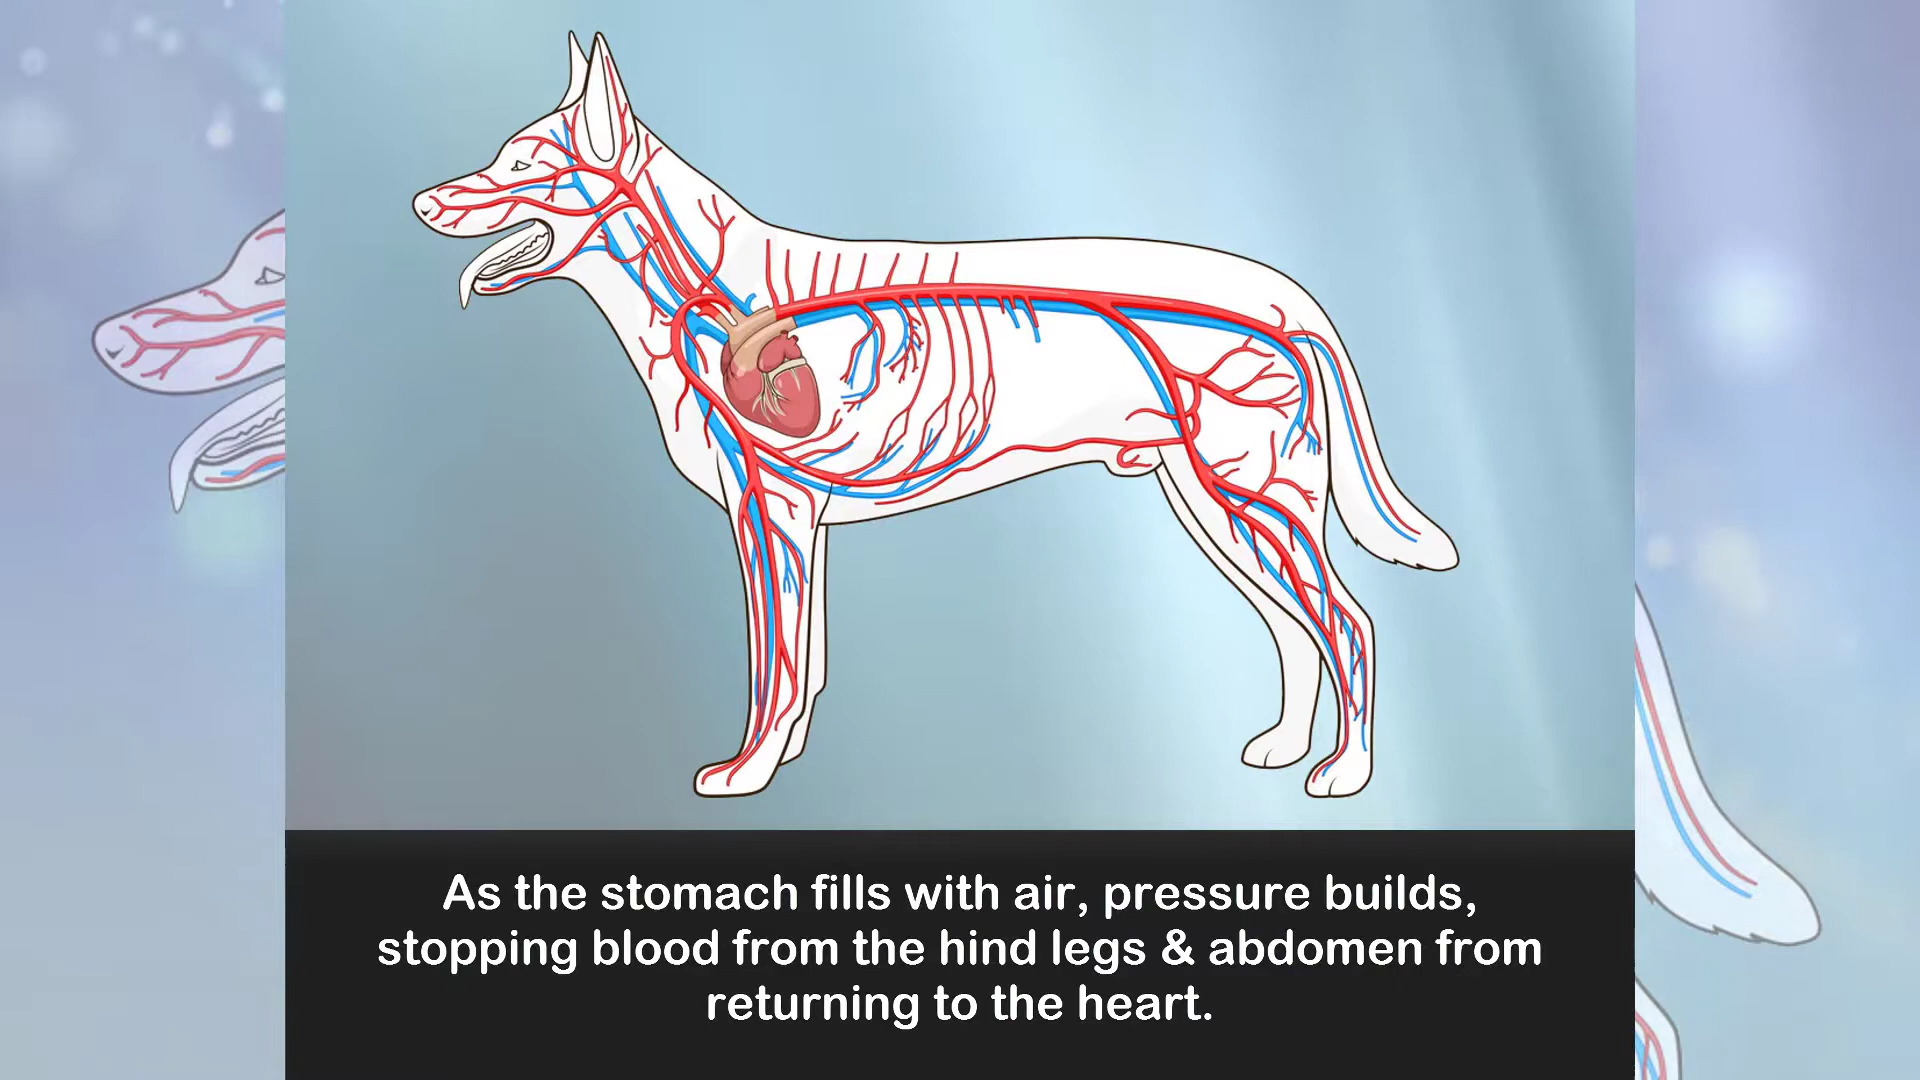 As the stomach fills with air, pressure builds,
stopping blood from the hind legs & abdomen from
returning to the heart.